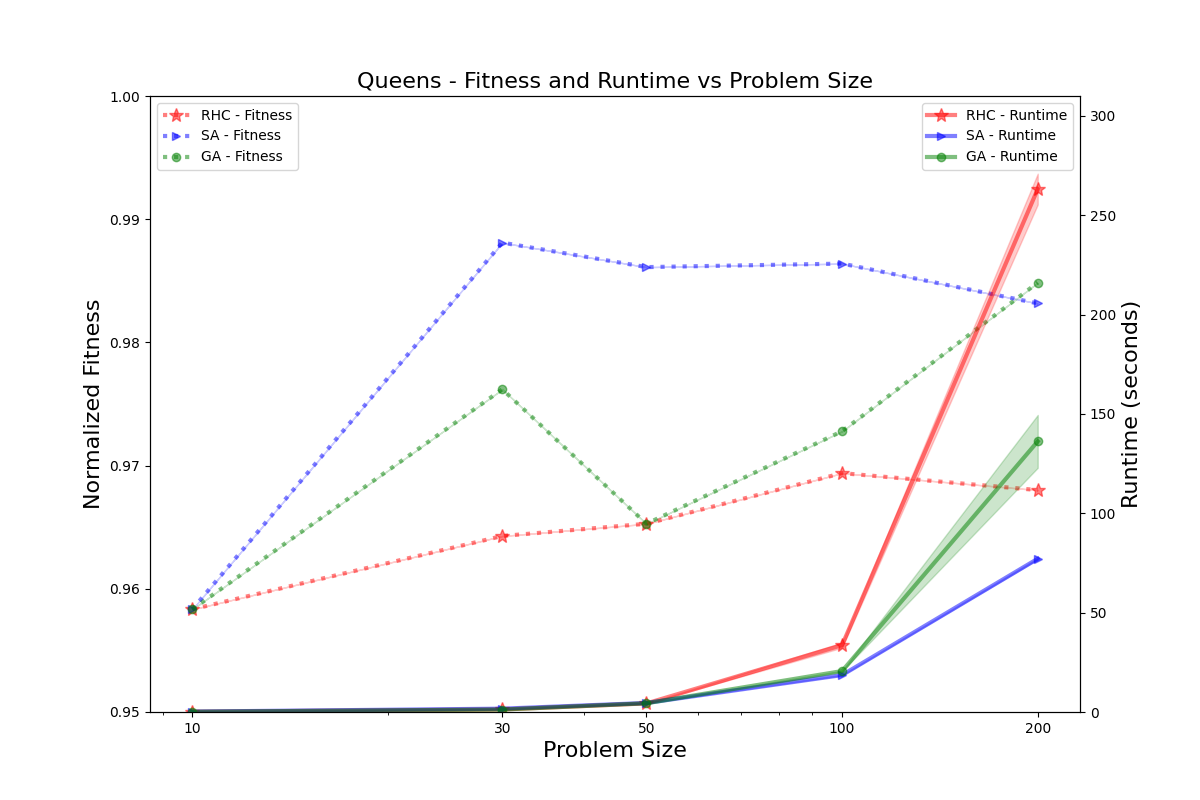 Queens - Fitness and Runtime vs Problem Size
1.00
0.99
0.98
0.97
0.96
0.95
Normalized Fitness
RHC - Fitness
SA - Fitness
GA - Fitness
RHC - Runtime
SA - Runtime
GA - Runtime
300
250
200
150
100
50
0
Runtime (seconds)
10
30
50
100
200
Problem Size